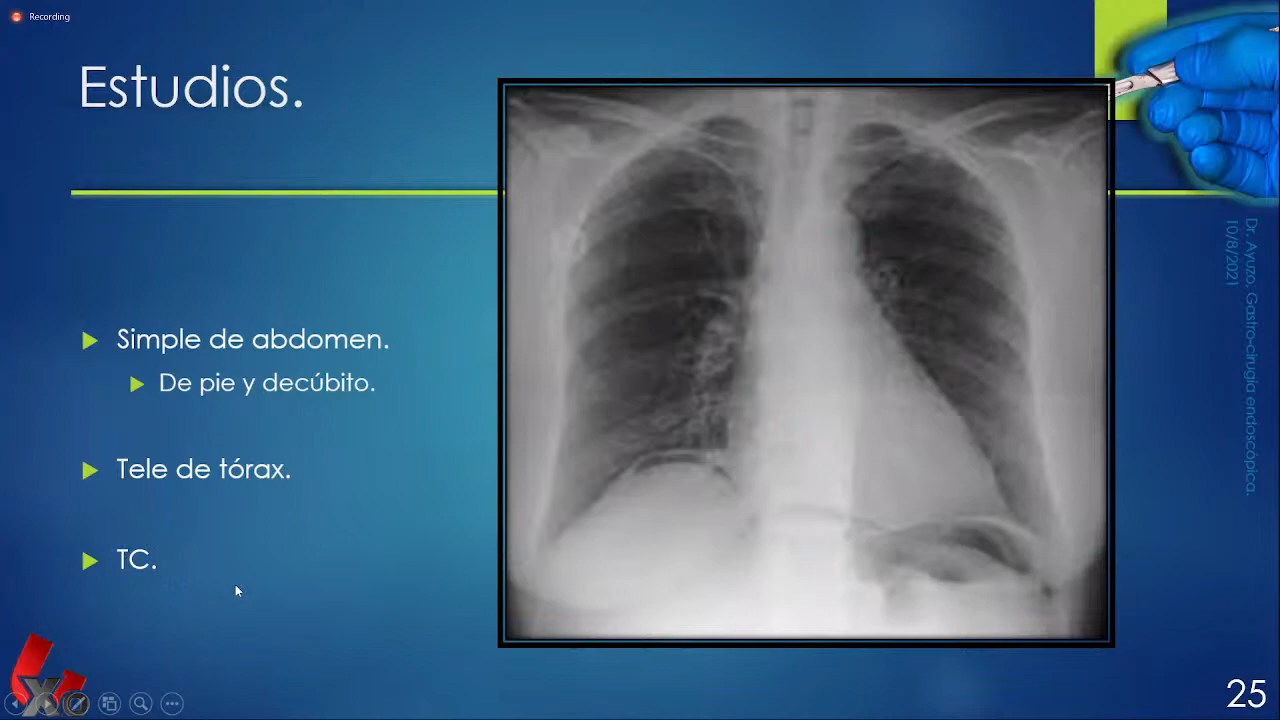 Recording
Estudios.
Simple de abdomen.
De pie y decúbito.
Tele de tórax.
TC.
Dr. Ayuzo, Gastro-cirugía endoscópica.
10/8/2021
25